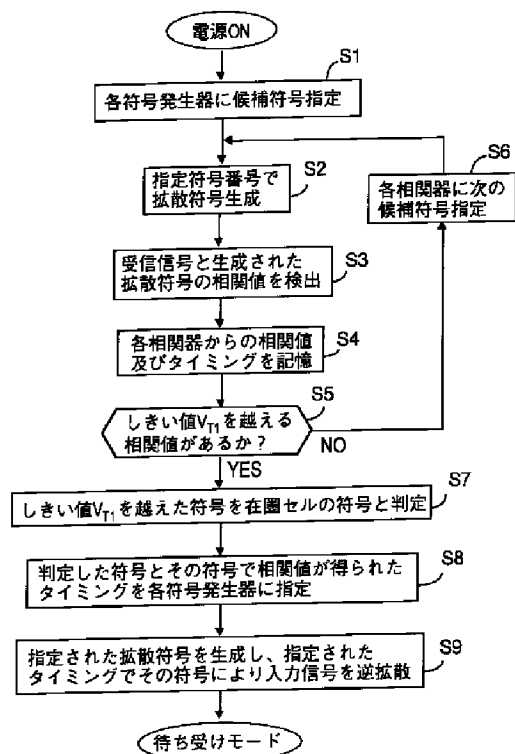 電源ON
S1
各符号発生器に候補符号指定
S2
指定符号番号で
拡散符号生成
S6
各相関器に次の
候補符号指定
S3
受信信号と生成された
拡散符号の相関値を検出
S4
各相関器からの相関値
及びタイミングを記憶
S5
しきい値VT1を越える
相関値があるか？
NO
YES
S7
しきい値VT1を越えた符号を在圏セルの符号と判定
S8
判定した符号とその符号で相関値が得られた
タイミングを各符号発生器に指定
S9
指定された拡散符号を生成し、指定された
タイミングでその符号により入力信号を逆拡散
待ち受けモード